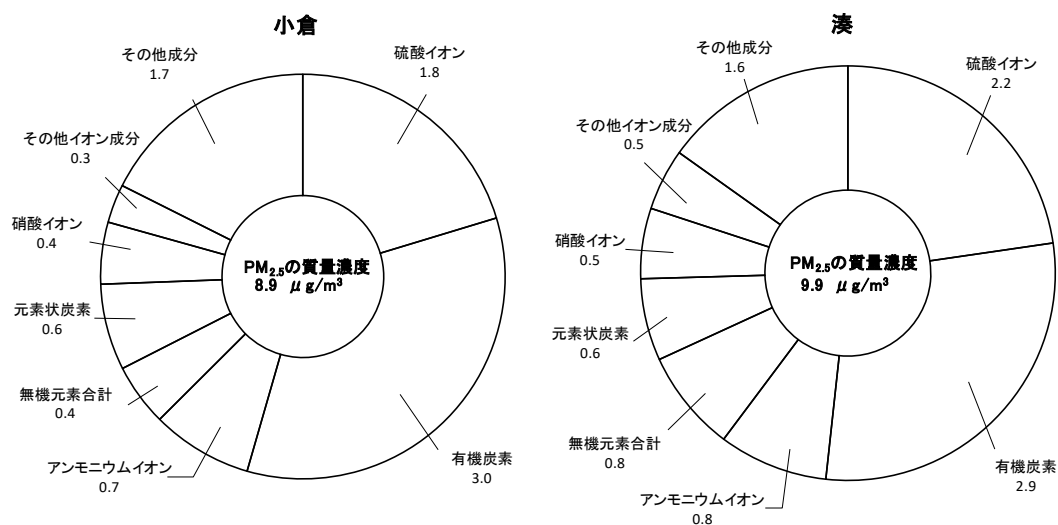 小倉
硫酸イオン
1.8
有機炭素
3.0
アンモニウムイオン
0.7
無機元素合計
0.4
元素状炭素
0.6
硝酸イオン
0.4
その他イオン成分
0.3
その他成分
1.7
PM2.5の質量濃度
8.9 μg/m³
湊
硫酸イオン
2.2
有機炭素
2.9
アンモニウムイオン
0.8
無機元素合計
0.8
元素状炭素
0.6
硝酸イオン
0.5
その他イオン成分
0.5
その他成分
1.6
PM2.5の質量濃度
9.9 μg/m³